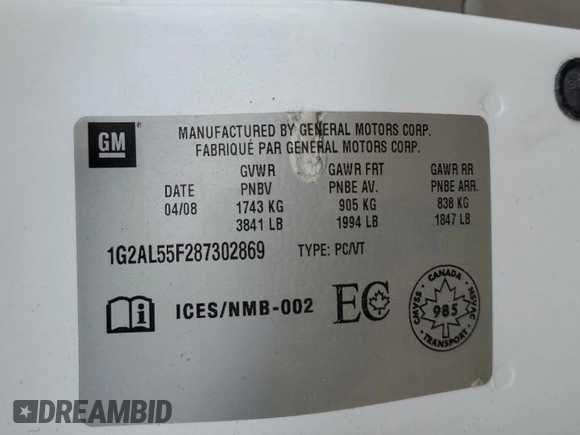 GM
MANUFACTURED BY GENERAL MOTORS CORP.
FABRIQUÉ PAR GENERAL MOTORS CORP.
GVWR GAWR FRT GAWR RR
DATE PNBV PNBE AV. PNBE ARR.
04/08 1743 KG 905 KG 838 KG
3841 LB 1994 LB 1847 LB
1G2AL55F287302869 TYPE: PC/VT
ICES/NMB-002 EC
CANADA
CMVSS 985 NSVAC
TRANSPORT
DREAMBID